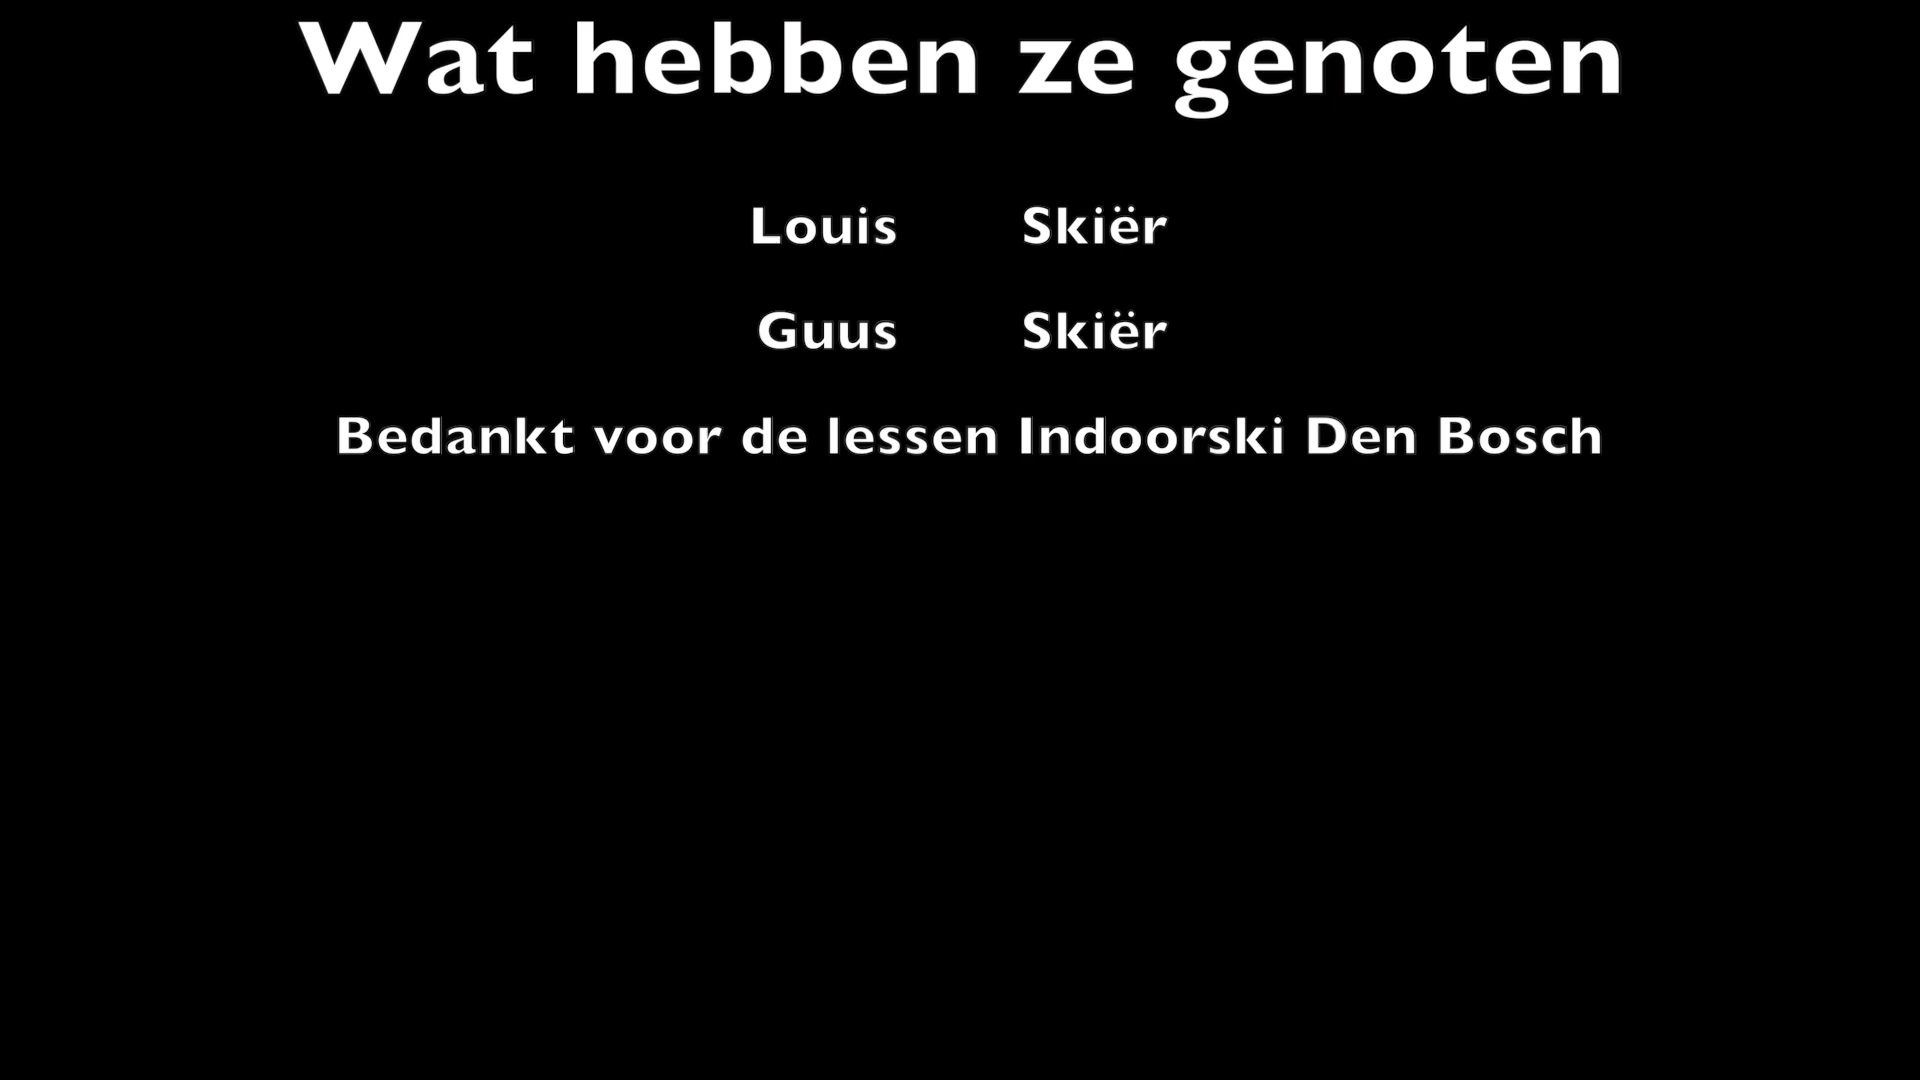 Wat hebben ze genoten
Louis Skiër
Guus Skiër
Bedankt voor de lessen Indoorski Den Bosch